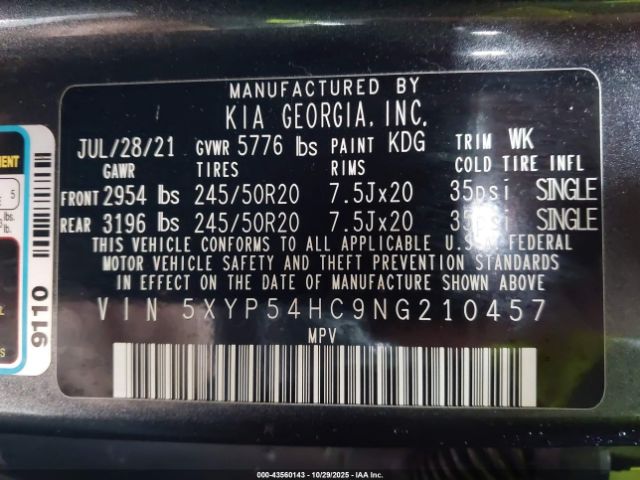 MANUFACTURED BY
KIA GEORGIA, INC.
JUL/28/21 GVWR 5776 lbs PAINT KDG TRIM WK
GAWR TIRES RIMS COLD TIRE INFL
FRONT 2954 lbs 245/50R20 7.5Jx20 35psi SINGLE
REAR 3196 lbs 245/50R20 7.5Jx20 35psi SINGLE
THIS VEHICLE CONFORMS TO ALL APPLICABLE U.S.A. FEDERAL
MOTOR VEHICLE SAFETY AND THEFT PREVENTION STANDARDS
IN EFFECT ON THE DATE OF MANUFACTURE SHOWN ABOVE.
VIN 5XYP54HC9NG210457
MPV
5
lbs.
9110
000-43560143 - 10/29/2025 - IAA Inc.